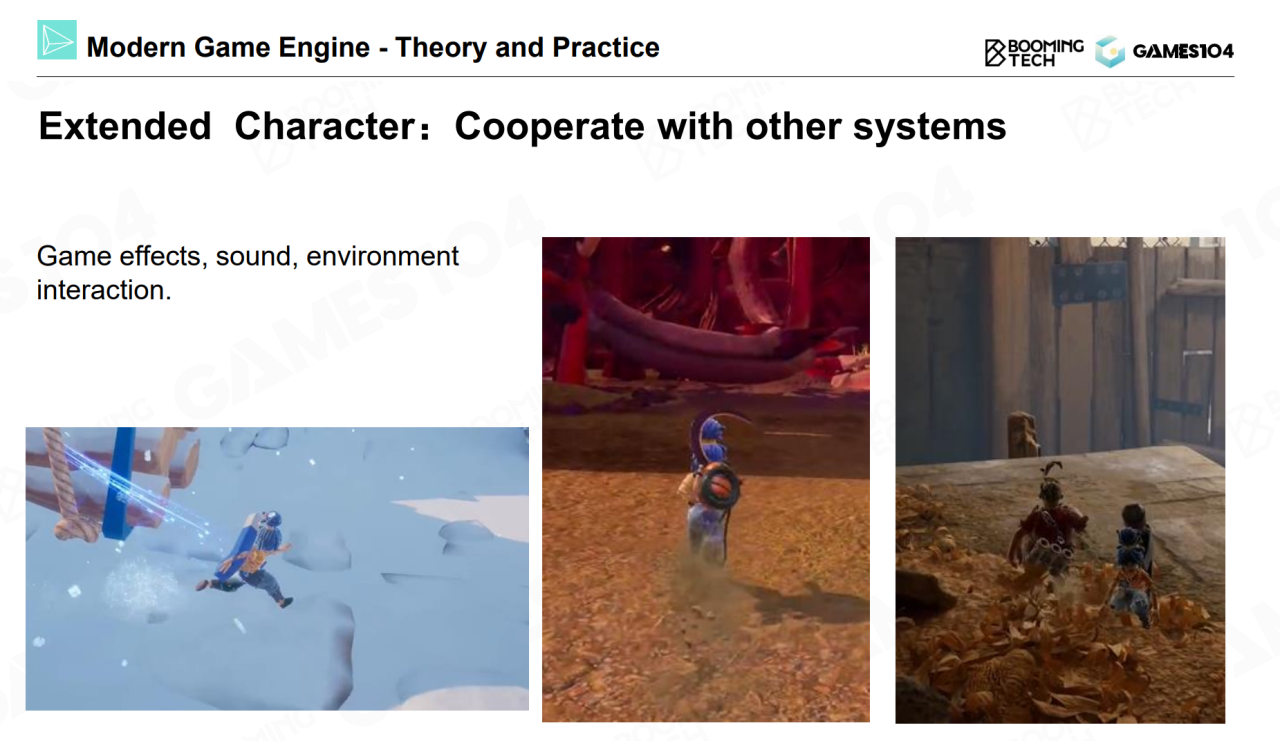 Modern Game Engine - Theory and Practice
BOOMING
TECH
GAMES104
Extended Character：Cooperate with other systems
Game effects, sound, environment
interaction.